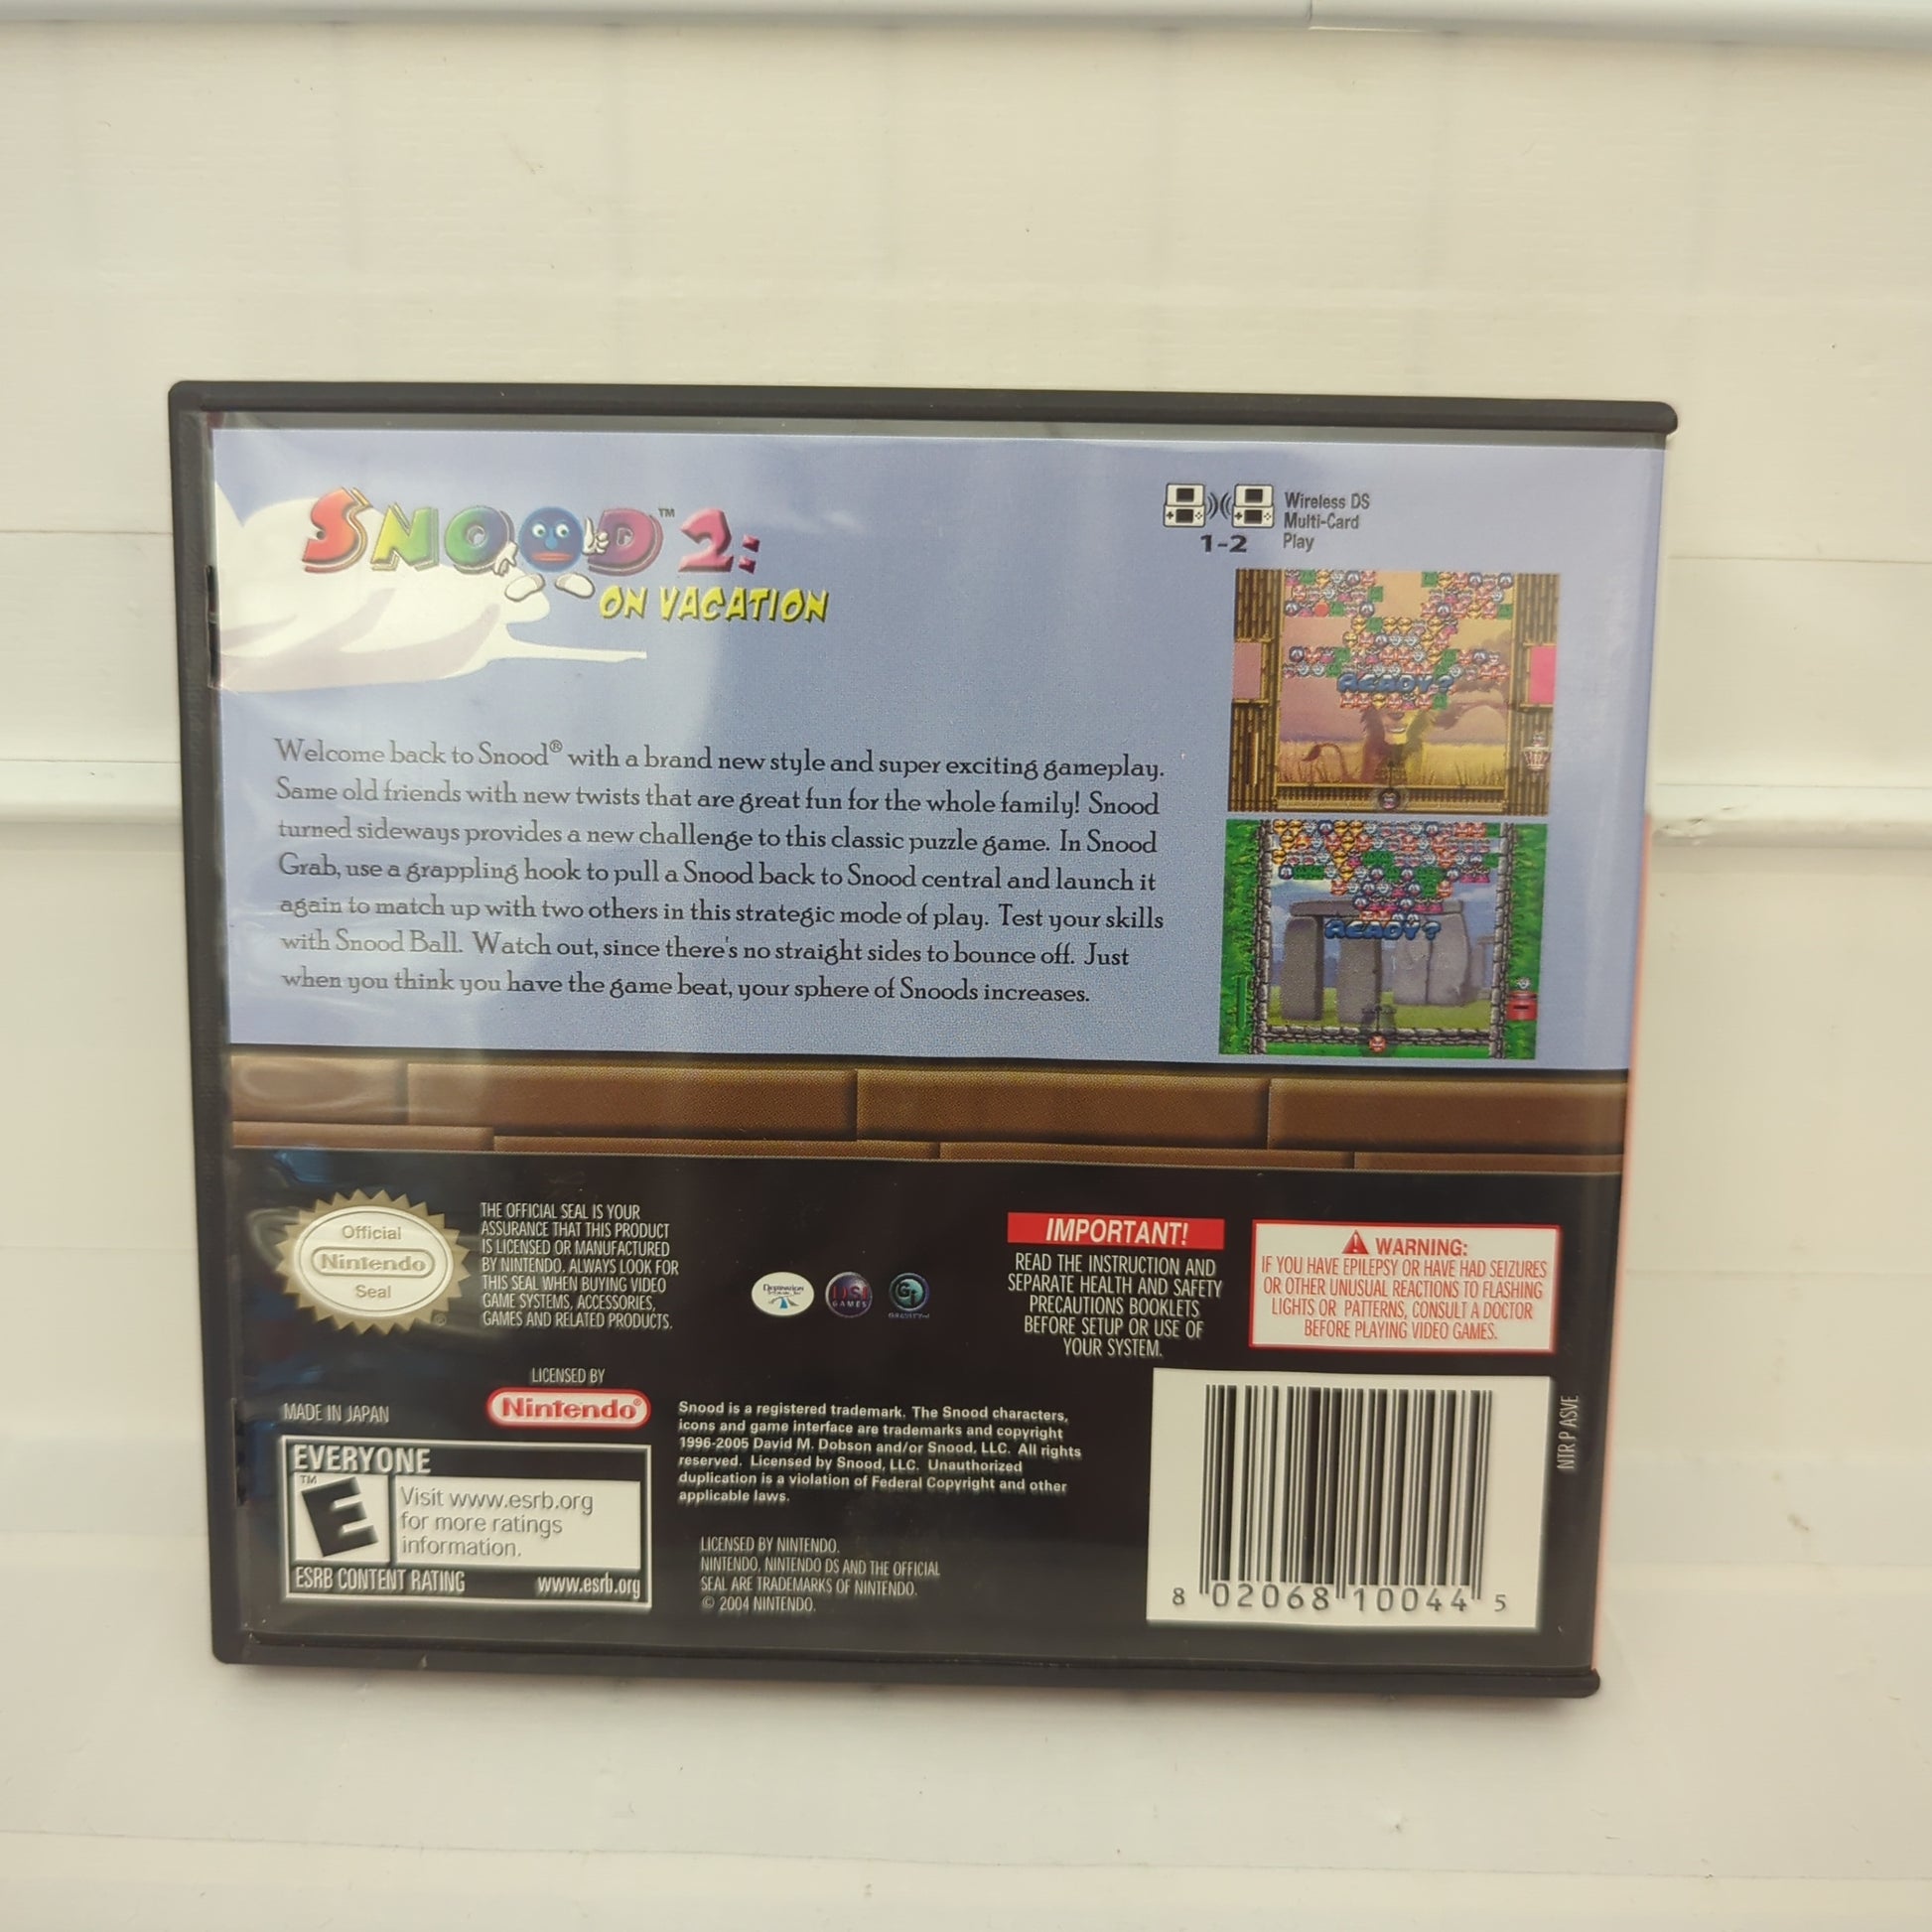 SNOOD™ 2:
ON VACATION
Wireless DS
Multi-Card
Play
1-2
Welcome back to Snood® with a brand new style and super exciting gameplay.
Same old friends with new twists that are great fun for the whole family! Snood
turned sideways provides a new challenge to this classic puzzle game. In Snood
Grab, use a grappling hook to pull a Snood back to Snood central and launch it
again to match up with two others in this strategic mode of play. Test your skills
with Snood Ball. Watch out, since there's no straight sides to bounce off. Just
when you think you have the game beat, your sphere of Snoods increases.
READY?
READY?
Official
Nintendo
Seal
THE OFFICIAL SEAL IS YOUR
ASSURANCE THAT THIS PRODUCT
IS LICENSED OR MANUFACTURED
BY NINTENDO. ALWAYS LOOK FOR
THIS SEAL WHEN BUYING VIDEO
GAME SYSTEMS, ACCESSORIES,
GAMES AND RELATED PRODUCTS.
DSI
GAMES
IMPORTANT!
READ THE INSTRUCTION AND
SEPARATE HEALTH AND SAFETY
PRECAUTIONS BOOKLETS
BEFORE SETUP OR USE OF
YOUR SYSTEM.
WARNING:
IF YOU HAVE EPILEPSY OR HAVE HAD SEIZURES
OR OTHER UNUSUAL REACTIONS TO FLASHING
LIGHTS OR PATTERNS, CONSULT A DOCTOR
BEFORE PLAYING VIDEO GAMES.
LICENSED BY
Nintendo®
MADE IN JAPAN
EVERYONE
™
E
Visit www.esrb.org
for more ratings
information.
ESRB CONTENT RATING www.esrb.org
Snood is a registered trademark. The Snood characters,
icons and game interface are trademarks and copyright
1996-2005 David M. Dobson and/or Snood, LLC. All rights
reserved. Licensed by Snood, LLC. Unauthorized
duplication is a violation of Federal Copyright and other
applicable laws.
LICENSED BY NINTENDO.
NINTENDO, NINTENDO DS AND THE OFFICIAL
SEAL ARE TRADEMARKS OF NINTENDO.
© 2004 NINTENDO.
NTR P ASVE
8 02068 10044 5